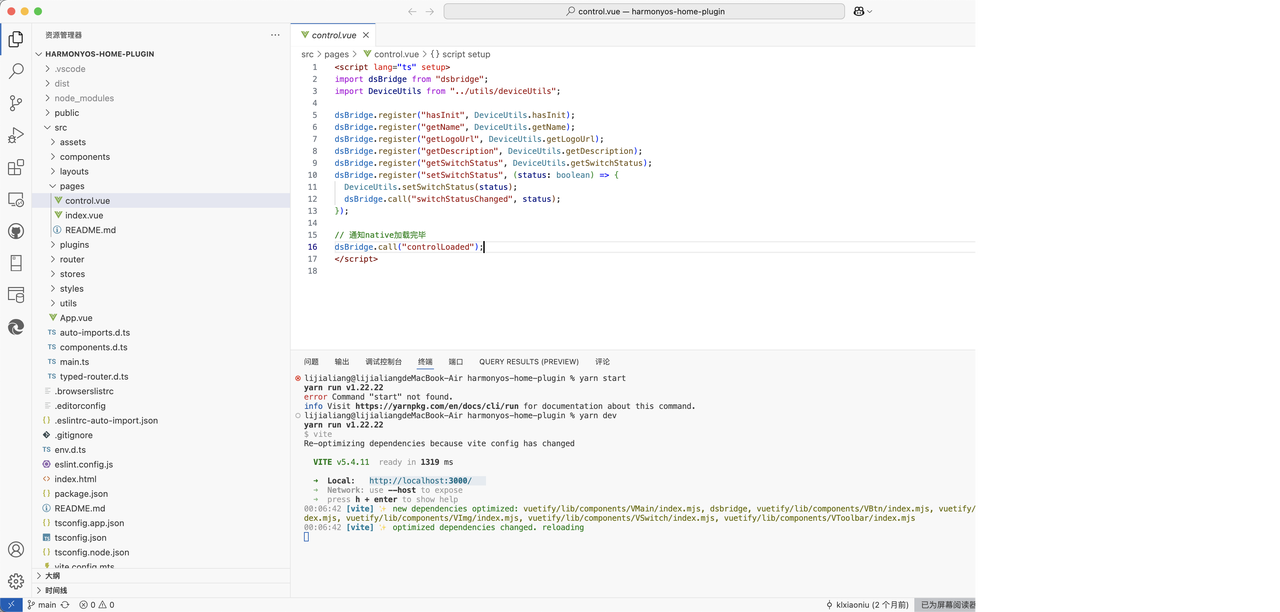 control.vue — harmonyos-home-plugin
资源管理器
HARMONYOS-HOME-PLUGIN
.vscode
dist
node_modules
public
src
assets
components
layouts
pages
control.vue
index.vue
README.md
plugins
router
stores
styles
utils
App.vue
TS auto-imports.d.ts
TS components.d.ts
TS main.ts
TS typed-router.d.ts
.browserslistrc
.editorconfig
{} .eslintrc-auto-import.json
.gitignore
TS env.d.ts
eslint.config.js
<> index.html
{} package.json
README.md
{} tsconfig.app.json
tsconfig.json
{} tsconfig.node.json
vite.config.mts
大纲
时间线
control.vue
src > pages > control.vue > {} script setup
1 <script lang="ts" setup>
2 import dsBridge from "dsbridge";
3 import DeviceUtils from "../utils/deviceUtils";
4
5 dsBridge.register("hasInit", DeviceUtils.hasInit);
6 dsBridge.register("getName", DeviceUtils.getName);
7 dsBridge.register("getLogoUrl", DeviceUtils.getLogoUrl);
8 dsBridge.register("getDescription", DeviceUtils.getDescription);
9 dsBridge.register("getSwitchStatus", DeviceUtils.getSwitchStatus);
10 dsBridge.register("setSwitchStatus", (status: boolean) => {
11 DeviceUtils.setSwitchStatus(status);
12 dsBridge.call("switchStatusChanged", status);
13 });
14
15 // 通知native加载完毕
16 dsBridge.call("controlLoaded");
17 </script>
18
问题 输出 调试控制台 终端 端口 QUERY RESULTS (PREVIEW) 评论
lijialiang@lijialiangdeMacBook-Air harmonyos-home-plugin % yarn start
yarn run v1.22.22
error Command "start" not found.
info Visit https://yarnpkg.com/en/docs/cli/run for documentation about this command.
lijialiang@lijialiangdeMacBook-Air harmonyos-home-plugin % yarn dev
yarn run v1.22.22
$ vite
Re-optimizing dependencies because vite config has changed
VITE v5.4.11 ready in 1319 ms
➜ Local: http://localhost:3000/
➜ Network: use --host to expose
➜ press h + enter to show help
00:06:42 [vite] ✨ new dependencies optimized: vuetify/lib/components/VMain/index.mjs, dsbridge, vuetify/lib/components/VBtn/index.mjs, vuetify/
dex.mjs, vuetify/lib/components/VImg/index.mjs, vuetify/lib/components/VSwitch/index.mjs, vuetify/lib/components/VToolbar/index.mjs
00:06:42 [vite] ✨ optimized dependencies changed. reloading
main 0 0 klxiaoniu (2 个月前) 已为屏幕阅读器